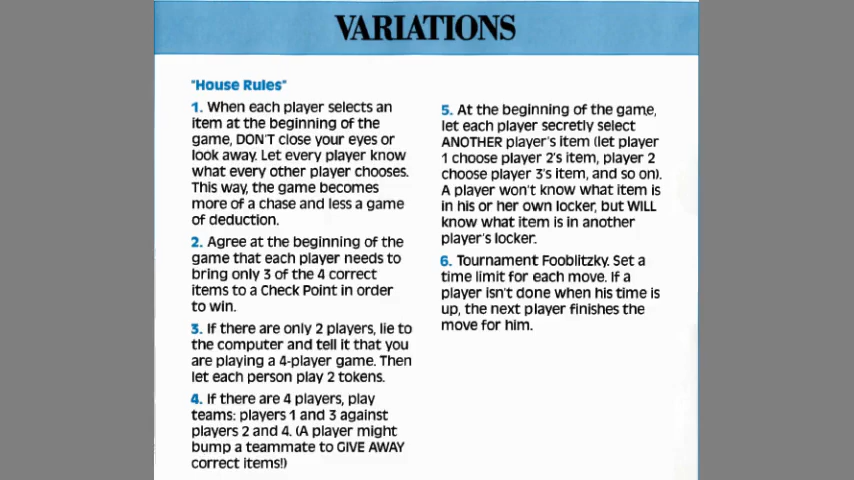 VARIATIONS
"House Rules"
1. When each player selects an
item at the beginning of the
game, DON'T close your eyes or
look away. Let every player know
what every other player chooses.
This way, the game becomes
more of a chase and less a game
of deduction.
2. Agree at the beginning of the
game that each player needs to
bring only 3 of the 4 correct
items to a Check Point in order
to win.
3. If there are only 2 players, lie to
the computer and tell it that you
are playing a 4-player game. Then
let each person play 2 tokens.
4. If there are 4 players, play
teams: players 1 and 3 against
players 2 and 4. (A player might
bump a teammate to GIVE AWAY
correct items!)
5. At the beginning of the game,
let each player secretly select
ANOTHER player's item (let player
1 choose player 2's item, player 2
choose player 3's item, and so on).
A player won't know what item is
in his or her own locker, but WILL
know what item is in another
player's locker.
6. Tournament Fooblitzky. Set a
time limit for each move. If a
player isn't done when his time is
up, the next player finishes the
move for him.